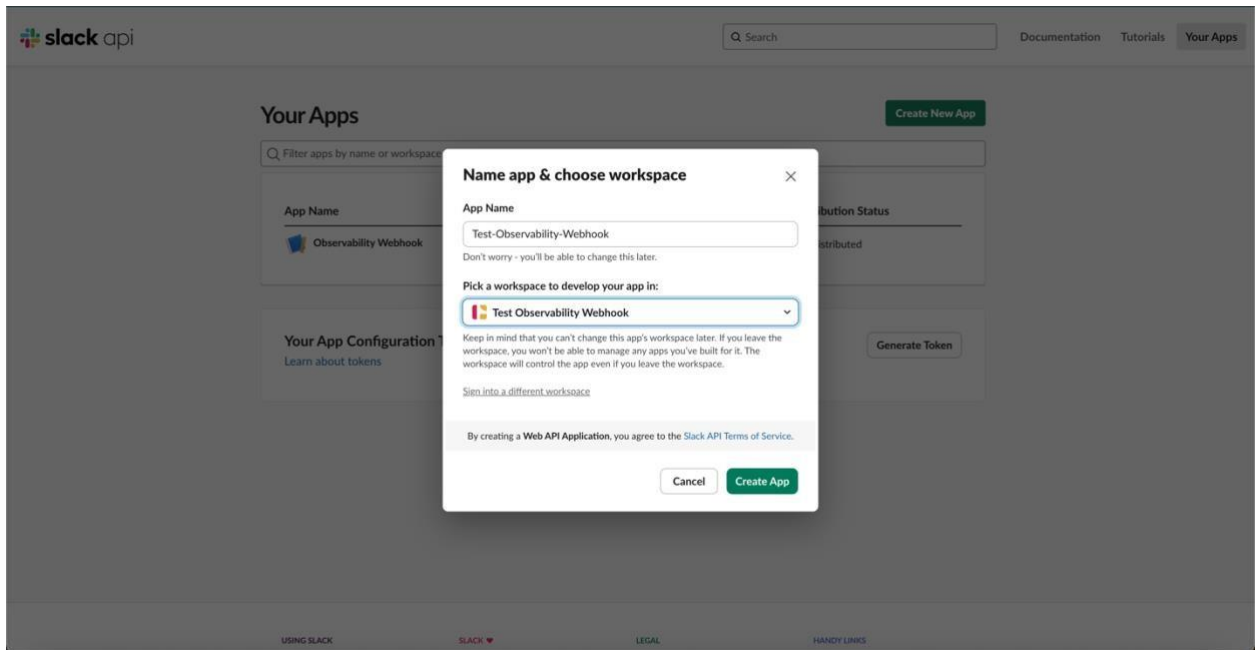 slack api
Search
Documentation
Tutorials
Your Apps
Your Apps
Create New App
Filter apps by name or workspace
Name app & choose workspace
App Name
App Name
Test-Observability-Webhook
bution Status
Observability Webhook
istributed
Don't worry - you'll be able to change this later.
Pick a workspace to develop your app in:
Test Observability Webhook
Your App Configuration T
Learn about tokens
Keep in mind that you can't change this app's workspace later. If you leave the
workspace, you won't be able to manage any apps you've built for it. The
workspace will control the app even if you leave the workspace.
Generate Token
Sign into a different workspace
By creating a Web API Application, you agree to the Slack API Terms of Service.
Cancel
Create App
USING SLACK
SLACK ♥
LEGAL
HANDY LINKS